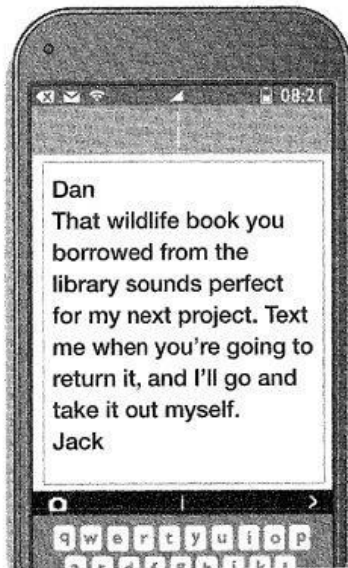 08:21
Dan
That wildlife book you
borrowed from the
library sounds perfect
for my next project. Text
me when you're going to
return it, and I'll go and
take it out myself.
Jack
q w e r t y u i o p